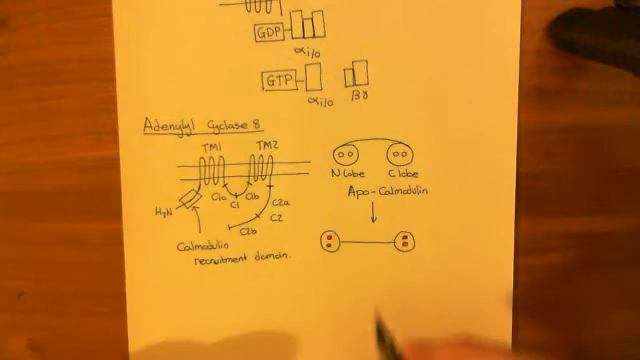 GDP
αi/o
GTP
αi/o
βγ
Adenylyl Cyclase 8
TM1
TM2
N Lobe
C lobe
Apo-Calmodulin
C1a
C1b
C1
C2a
C2
C2b
H₂N
Calmodulin
recruitment domain.